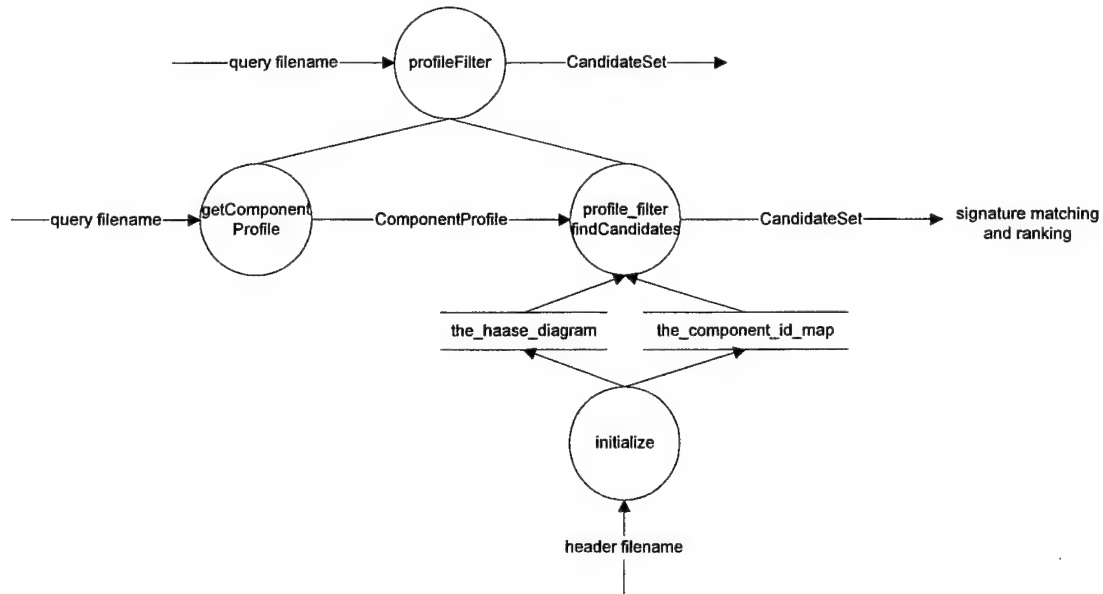 query filename
profileFilter
CandidateSet
query filename
getComponent
Profile
ComponentProfile
profile_filter
findCandidates
CandidateSet
signature matching
and ranking
the_haase_diagram
the_component_id_map
initialize
header filename